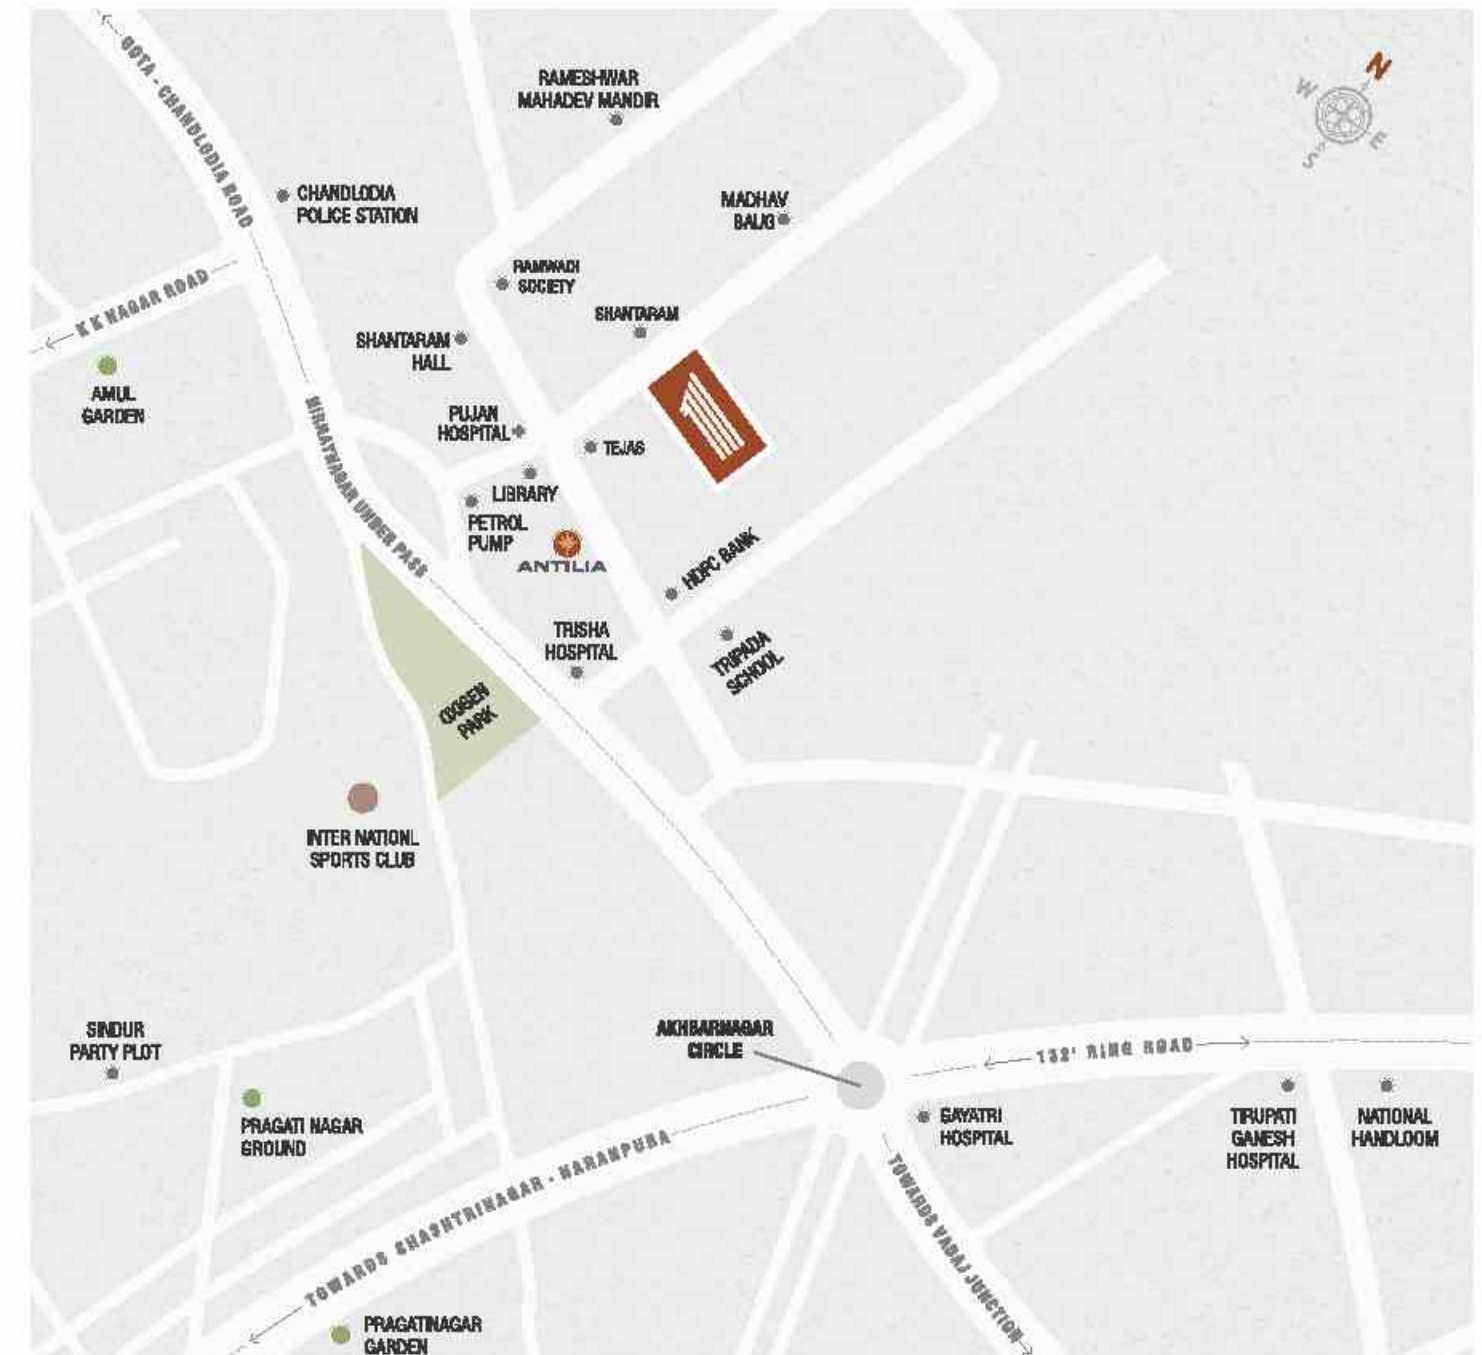 GOTA - CHANDLODIA ROAD
RAMESHWAR
MAHADEV MANDIR
N
W
E
S
CHANDLODIA
POLICE STATION
MADHAV
BAUG
K K NAGAR ROAD
RAMWADI
SOCIETY
SHANTARAM
SHANTARAM
HALL
AMUL
GARDEN
PUJAN
HOSPITAL
TEJAS
NIRNAYNAGAR UNDER PASS
LIBRARY
PETROL
PUMP
ANTILIA
HDFC BANK
TRISHA
HOSPITAL
TRIPADA
SCHOOL
OXGEN
PARK
INTER NATIONL
SPORTS CLUB
SINDUR
PARTY PLOT
AKHBARNAGAR
CIRCLE
132' RING ROAD
PRAGATI NAGAR
GROUND
GAYATRI
HOSPITAL
TIRUPATI
GANESH
HOSPITAL
NATIONAL
HANDLOOM
TOWARDS SHASHTRINAGAR - NARANPURA
TOWARDS VADAJ JUNCTION
PRAGATINAGAR
GARDEN